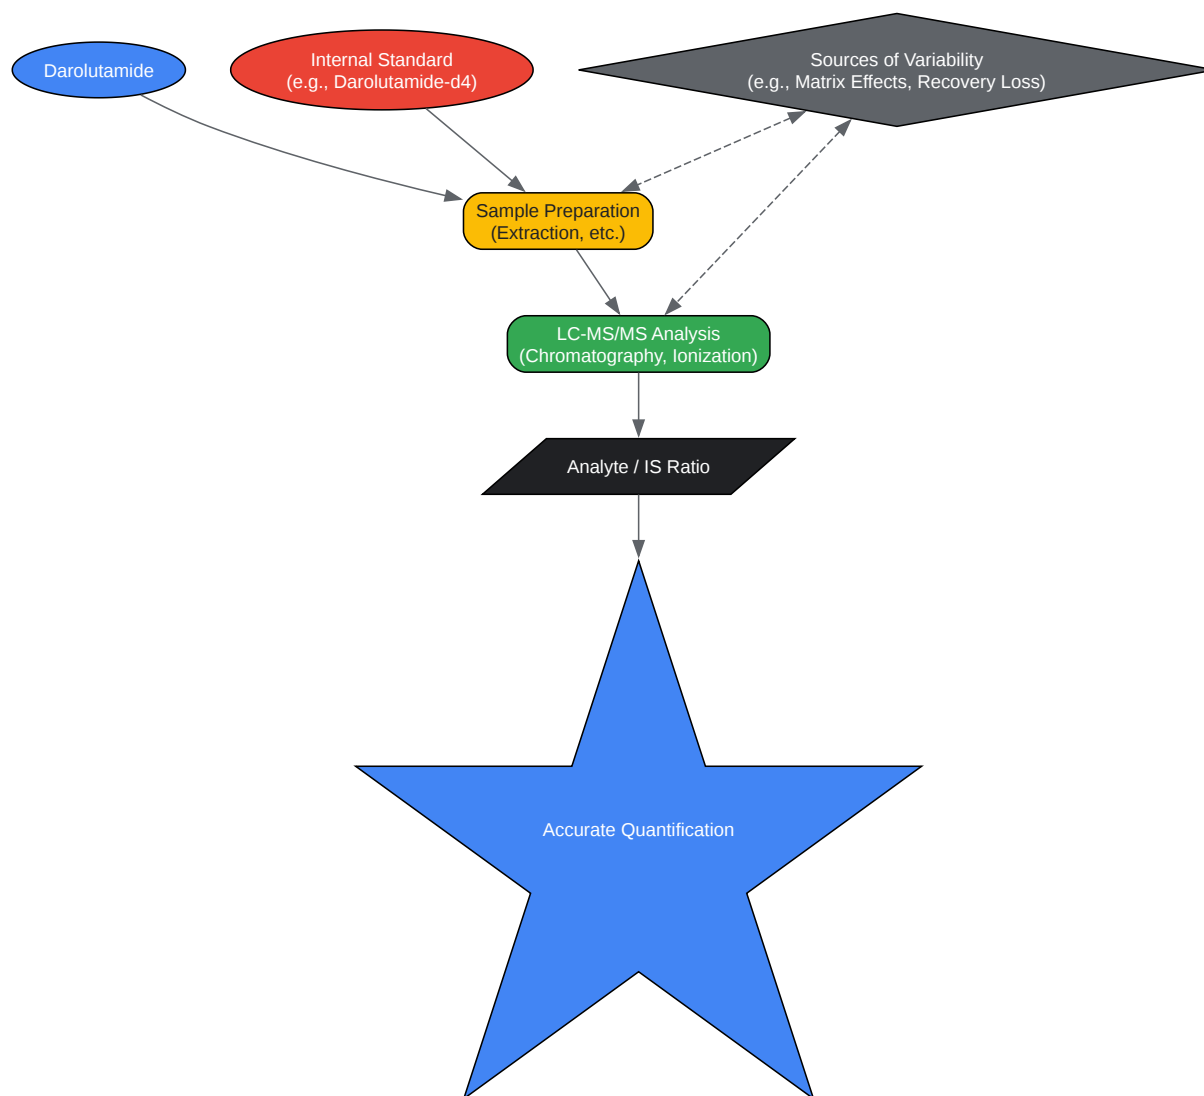 Darolutamide
Internal Standard
(e.g., Darolutamide-d4)
Sources of Variability
(e.g., Matrix Effects, Recovery Loss)
Sample Preparation
(Extraction, etc.)
LC-MS/MS Analysis
(Chromatography, Ionization)
Analyte / IS Ratio
Accurate Quantification